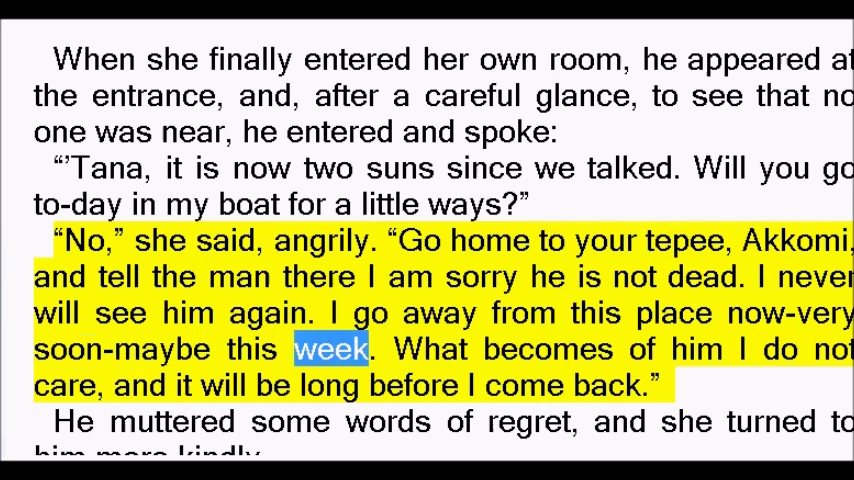 When she finally entered her own room, he appeared at
the entrance, and, after a careful glance, to see that no
one was near, he entered and spoke:
“’Tana, it is now two suns since we talked. Will you go
to-day in my boat for a little ways?”
“No,” she said, angrily. “Go home to your tepee, Akkomi,
and tell the man there I am sorry he is not dead. I never
will see him again. I go away from this place now-very
soon-maybe this week. What becomes of him I do not
care, and it will be long before I come back.”
He muttered some words of regret, and she turned to
him more kindly.